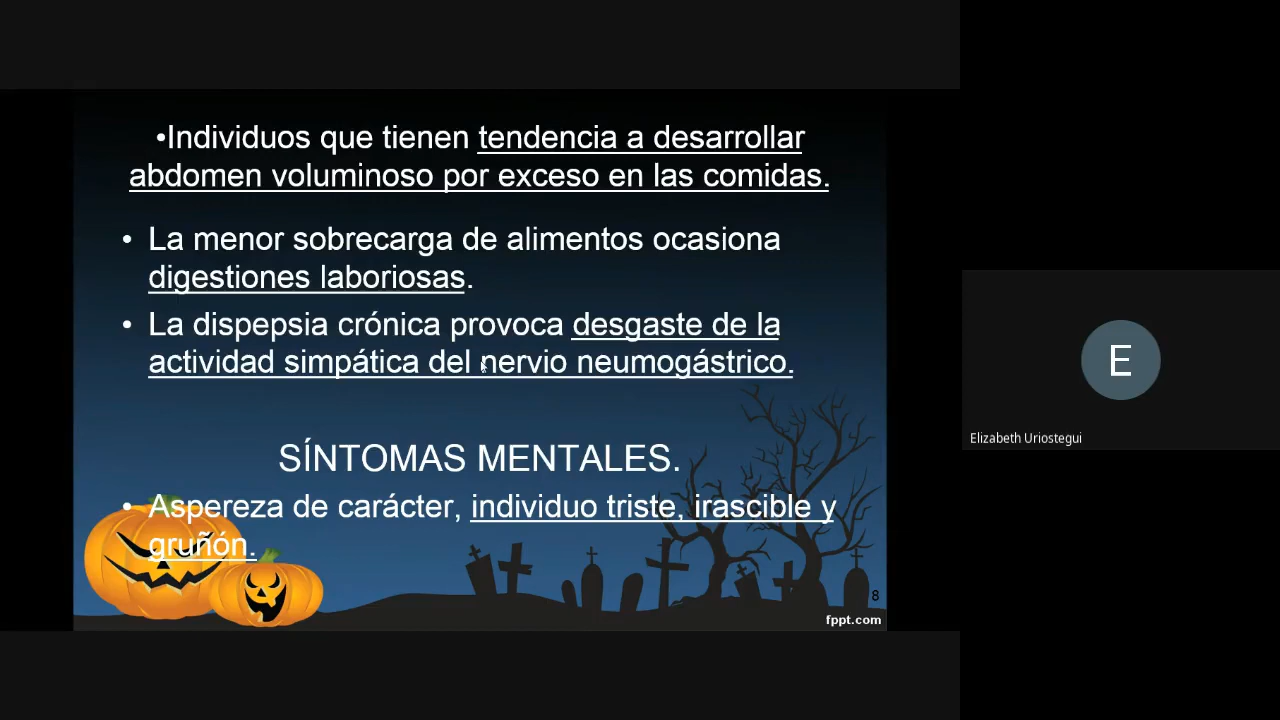 •Individuos que tienen tendencia a desarrollar
abdomen voluminoso por exceso en las comidas.
• La menor sobrecarga de alimentos ocasiona
digestiones laboriosas.
• La dispepsia crónica provoca desgaste de la
actividad simpática del nervio neumogástrico.
SÍNTOMAS MENTALES.
• Aspereza de carácter, individuo triste, irascible y
gruñón.
8
fppt.com
E
Elizabeth Uriostegui